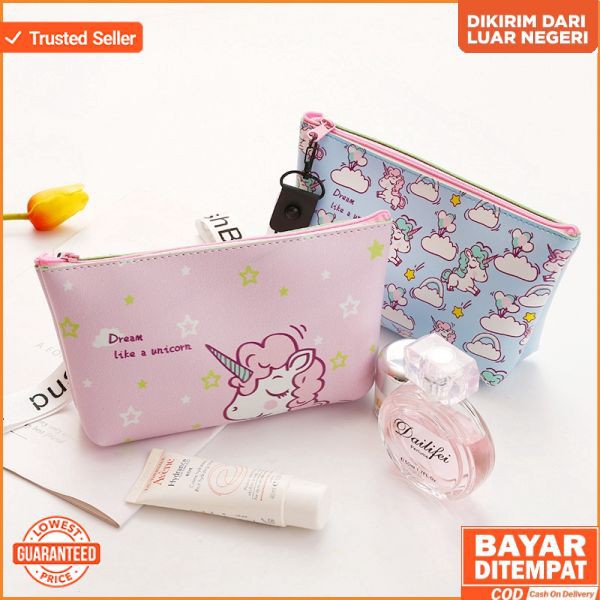 Trusted Seller
DIKIRIM DARI
LUAR NEGERI
Dream
like a unicorn
Dream
like a unicorn
Avène
Hydrance
Dailifei
LOWEST
GUARANTEED
PRICE
BAYAR
DITEMPAT
COD Cash On Delivery